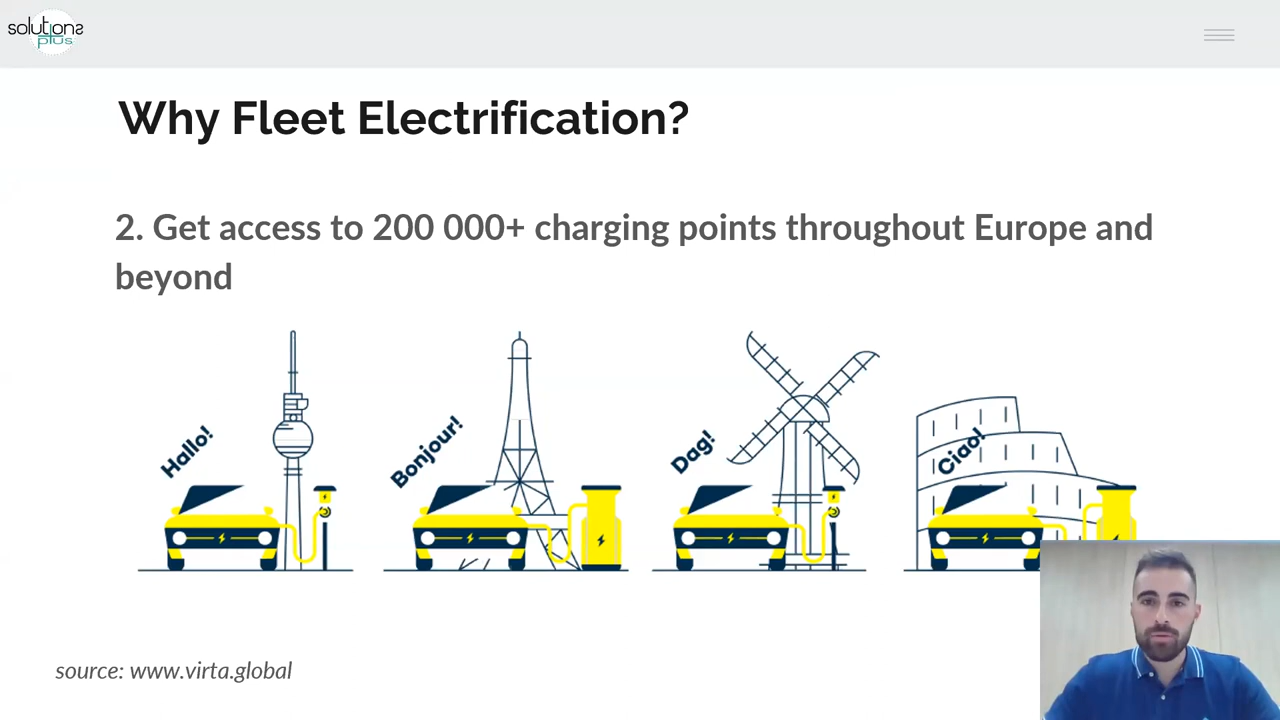 solutions
plus
Why Fleet Electrification?
2. Get access to 200 000+ charging points throughout Europe and
beyond
Hallo!
Bonjour!
Dag!
Ciao!
source: www.virta.global